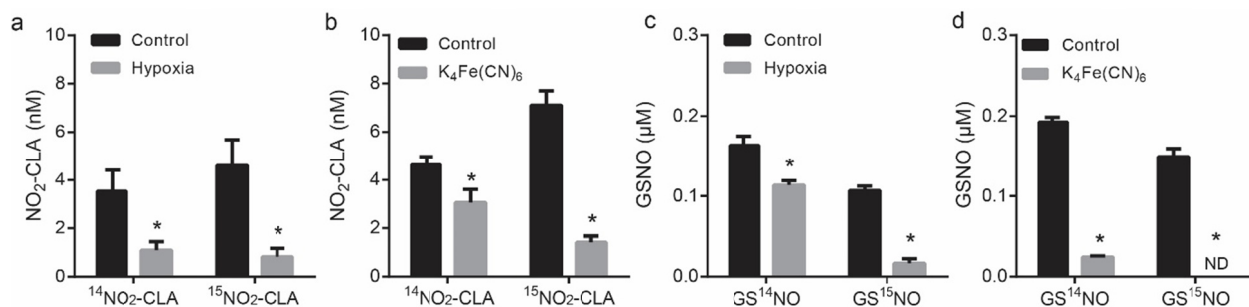 a
10
8
6
4
2
0
NO₂-CLA (nM)
Control
Hypoxia
*
*
¹⁴NO₂-CLA
¹⁵NO₂-CLA
b
10
8
6
4
2
0
NO₂-CLA (nM)
Control
K₄Fe(CN)₆
*
*
¹⁴NO₂-CLA
¹⁵NO₂-CLA
c
0.3
0.2
0.1
0.0
GSNO (µM)
Control
Hypoxia
*
*
GS¹⁴NO
GS¹⁵NO
d
0.3
0.2
0.1
0.0
GSNO (µM)
Control
K₄Fe(CN)₆
*
*
ND
GS¹⁴NO
GS¹⁵NO